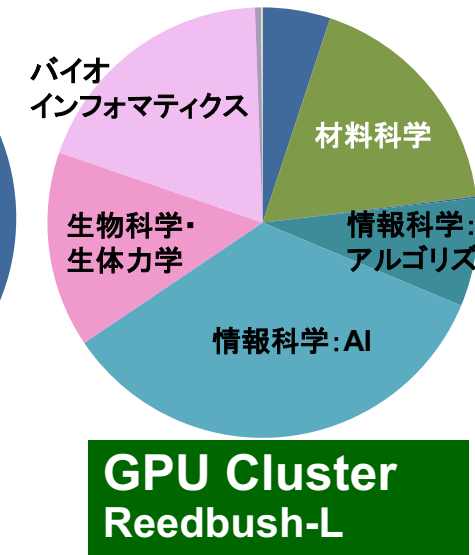 バイオ
インフォマティクス
材料科学
生物科学・
生体力学
情報科学：
アルゴリズ
情報科学：AI
GPU Cluster
Reedbush-L